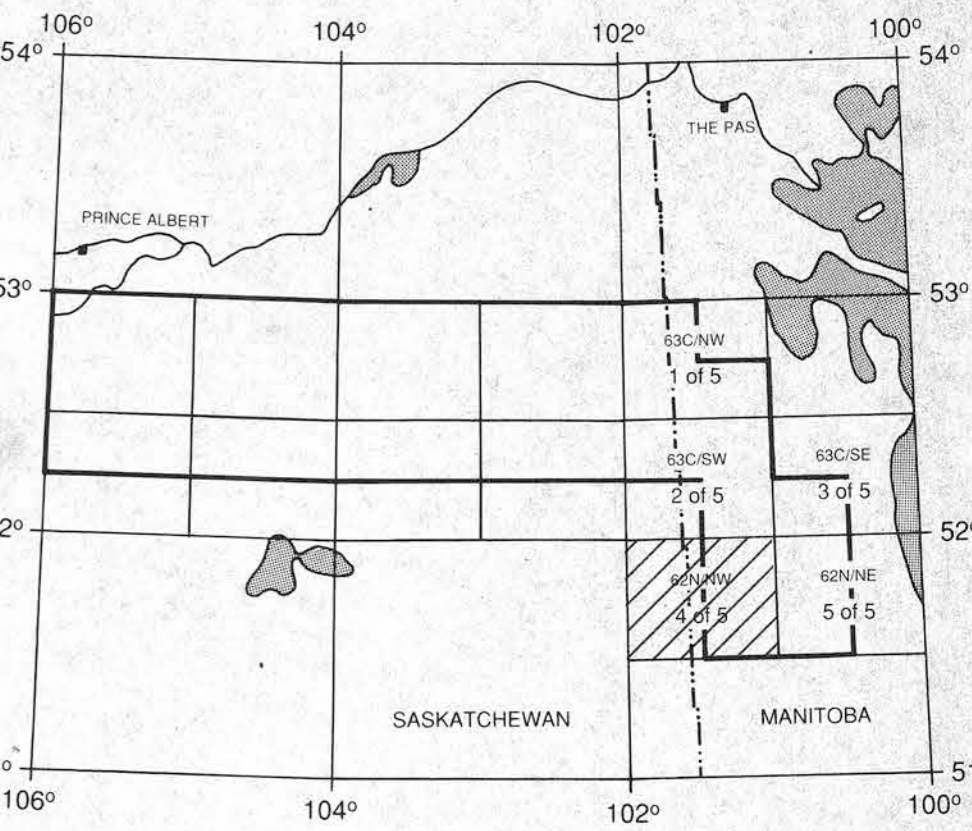 106° 104° 102° 100°
54° 54°
THE PAS
PRINCE ALBERT
53° 53°
63C/NW
1 of 5
63C/SW 63C/SE
2 of 5 3 of 5
2° 52°
62N/NW 62N/NE
4 of 5 5 of 5
SASKATCHEWAN MANITOBA
° 51
106° 104° 102° 100°